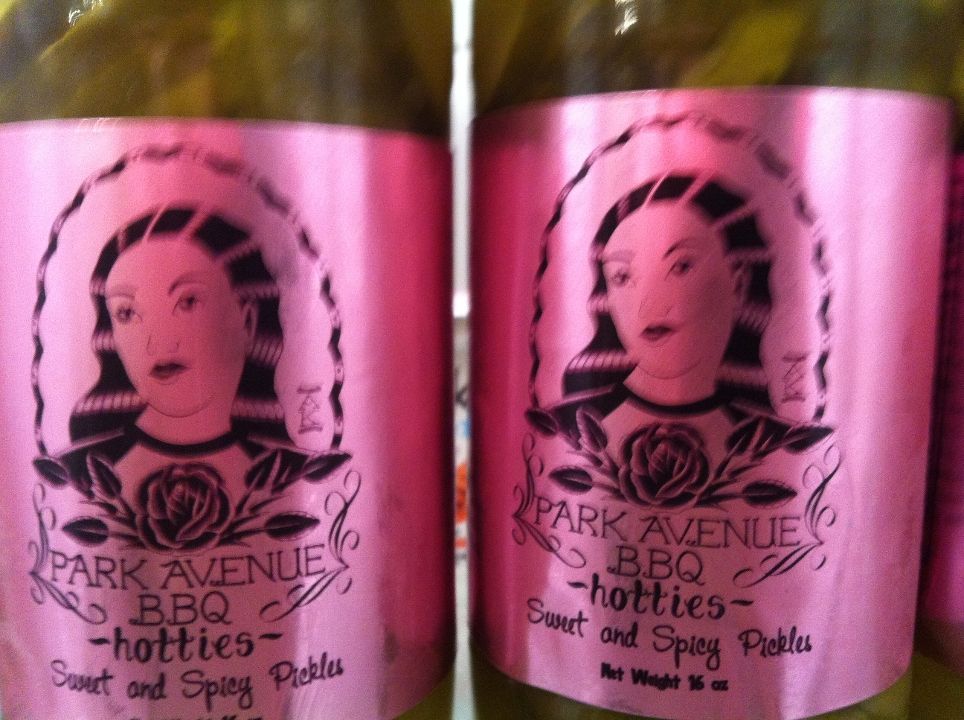 PARK AVENUE
BBQ
~hotties~
Sweet and Spicy Pickles
PARK AVENUE
BBQ
~hotties~
Sweet and Spicy Pickles
Net Weight 16 oz